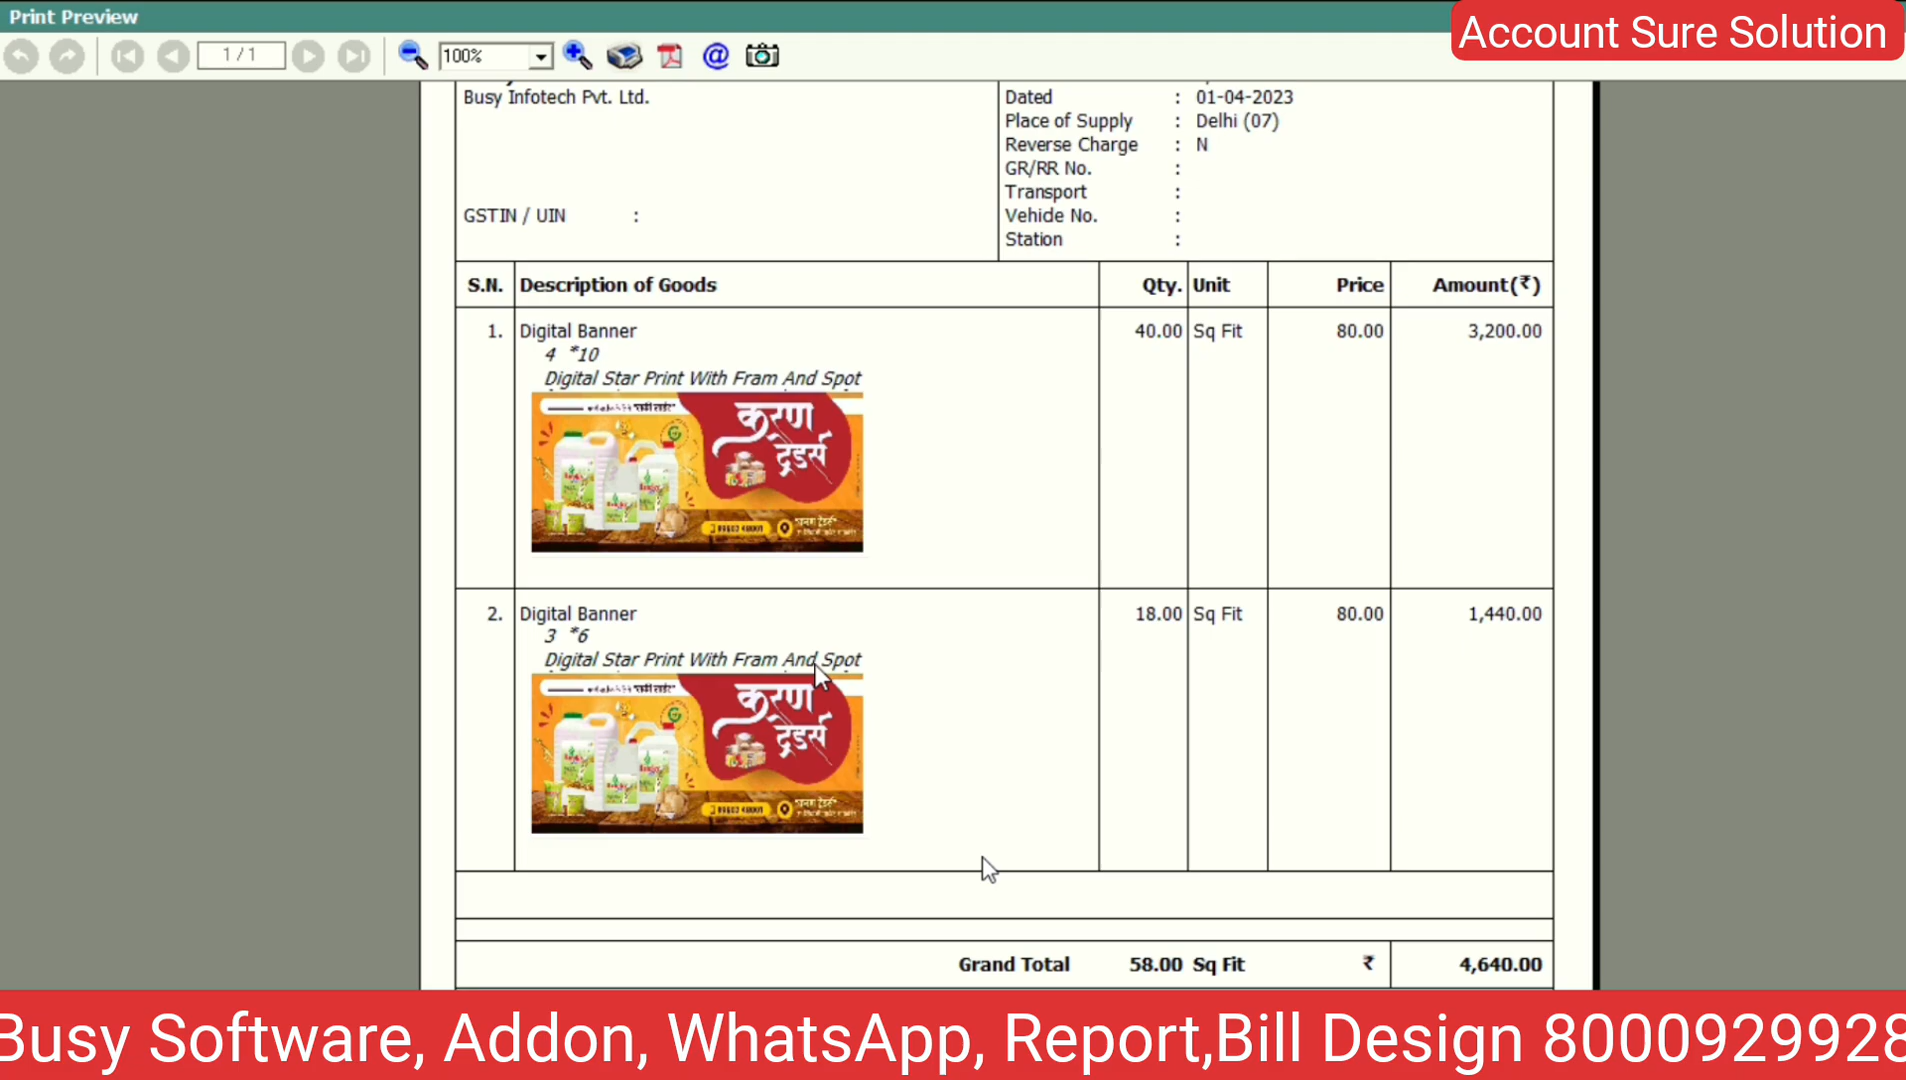 Print Preview
Account Sure Solution
1 / 1
100%
Busy Infotech Pvt. Ltd.
GSTIN / UIN :
Dated : 01-04-2023
Place of Supply : Delhi (07)
Reverse Charge : N
GR/RR No. :
Transport :
Vehicle No. :
Station :
S.N. Description of Goods Qty. Unit Price Amount(₹)
1. Digital Banner 40.00 Sq Fit 80.00 3,200.00
4 *10
Digital Star Print With Fram And Spot
करण
ट्रेडर्स
2. Digital Banner 18.00 Sq Fit 80.00 1,440.00
3 *6
Digital Star Print With Fram And Spot
करण
ट्रेडर्स
Grand Total 58.00 Sq Fit ₹ 4,640.00
Busy Software, Addon, WhatsApp, Report,Bill Design 8000929928